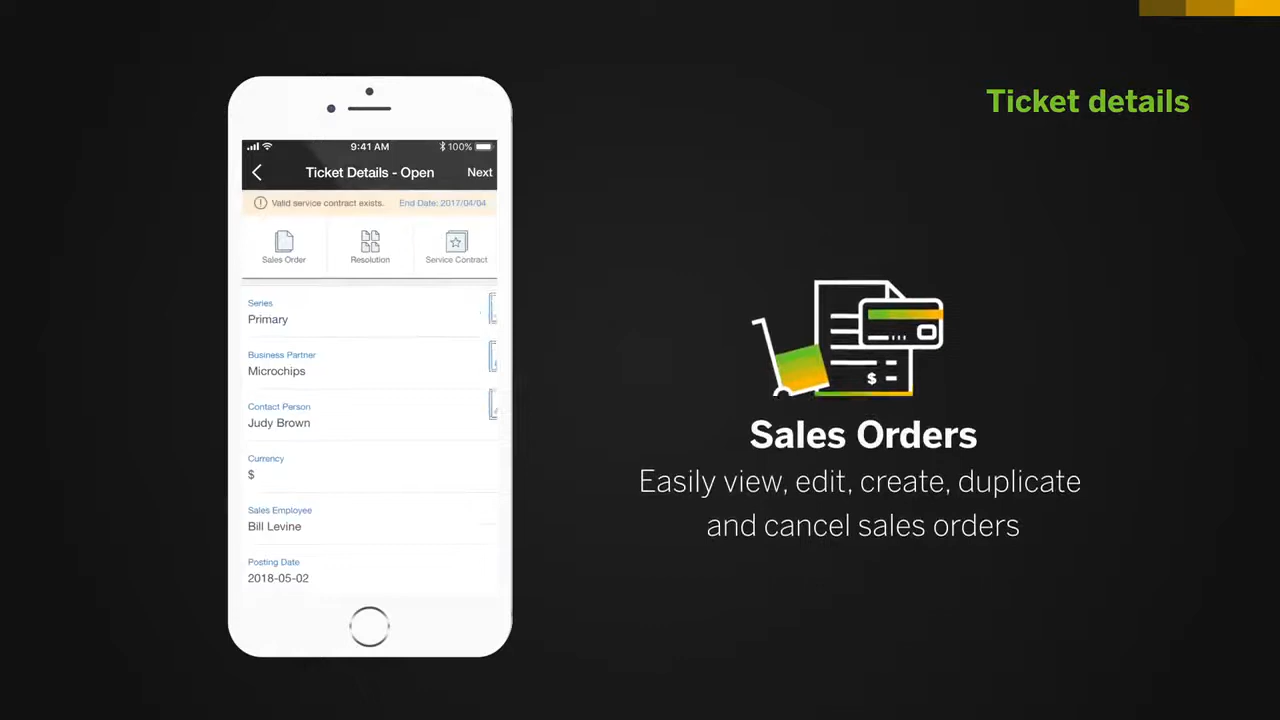 Ticket details
9:41 AM
100%
Ticket Details - Open
Next
Valid service contract exists.
End Date: 2017/04/04
Sales Order
Resolution
Service Contract
Series
Primary
Business Partner
Microchips
Contact Person
Judy Brown
Currency
$
Sales Employee
Bill Levine
Posting Date
2018-05-02
$
Sales Orders
Easily view, edit, create, duplicate
and cancel sales orders